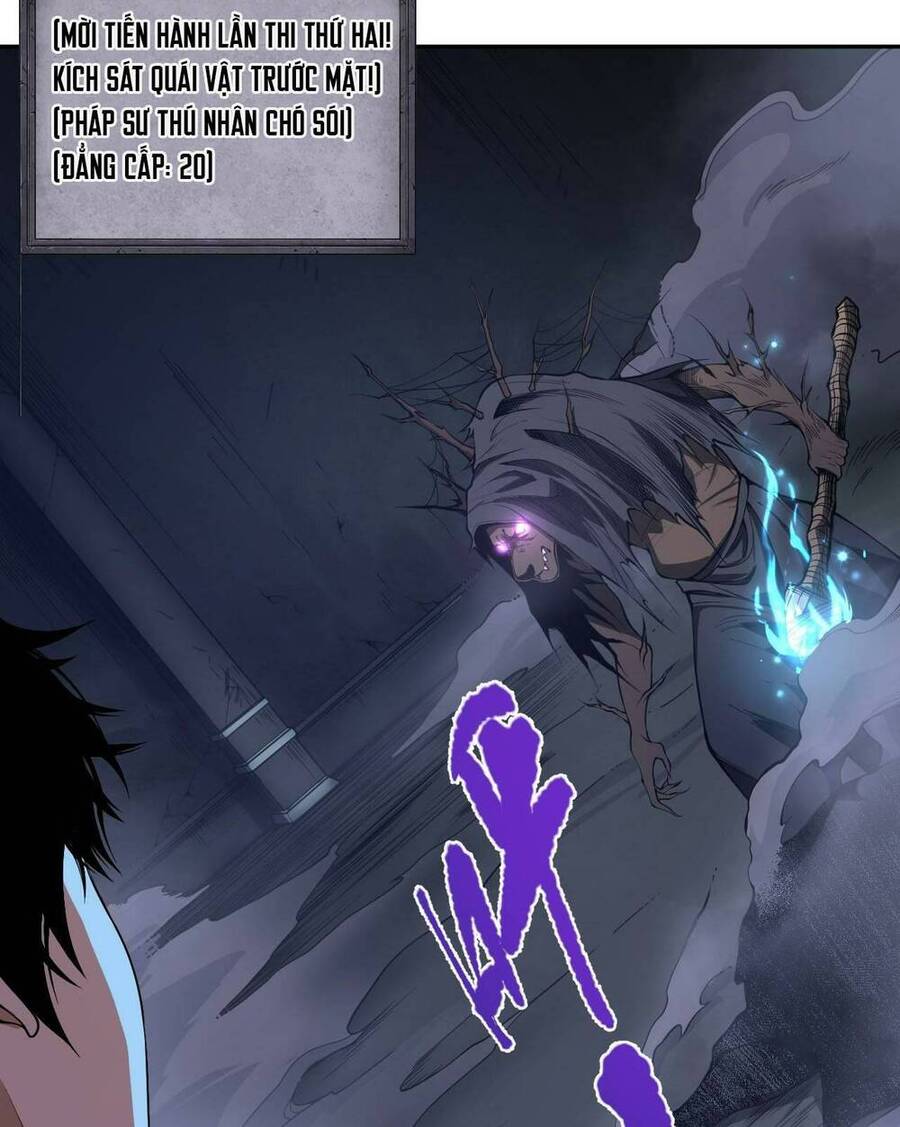 [MỜI TIẾN HÀNH LẦN THI THỨ HAI!
KÍCH SÁT QUÁI VẬT TRƯỚC MẶT!]
[PHÁP SƯ THÚ NHÂN CHÓ SÓI]
[ĐẲNG CẤP: 20]